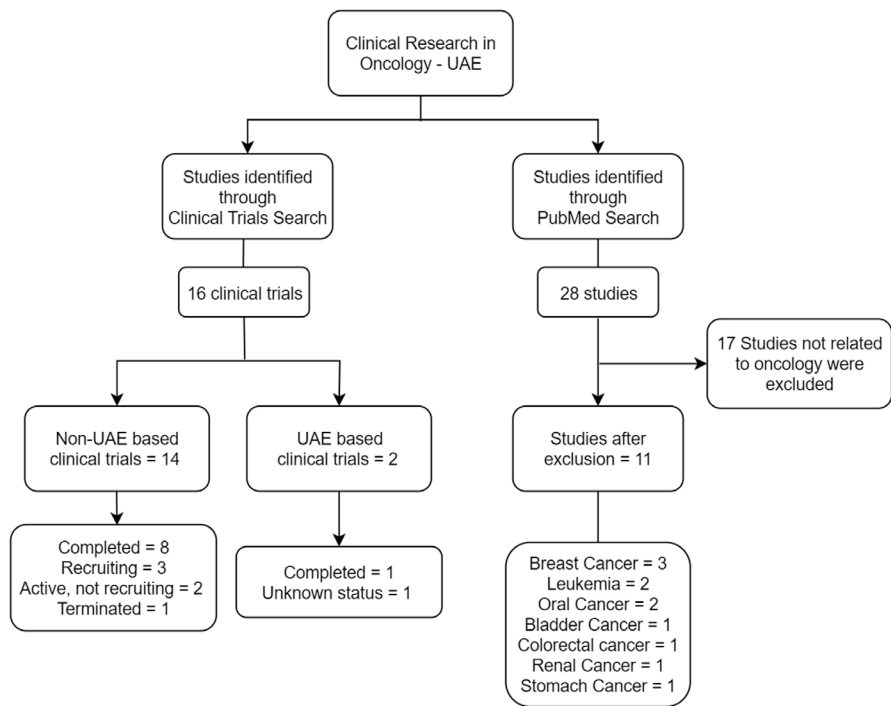 Clinical Research in
Oncology - UAE
Studies identified
through
Clinical Trials Search
Studies identified
through
PubMed Search
16 clinical trials
28 studies
17 Studies not related
to oncology were
excluded
Non-UAE based
clinical trials = 14
UAE based
clinical trials = 2
Studies after
exclusion = 11
Completed = 8
Recruiting = 3
Active, not recruiting = 2
Terminated = 1
Completed = 1
Unknown status = 1
Breast Cancer = 3
Leukemia = 2
Oral Cancer = 2
Bladder Cancer = 1
Colorectal cancer = 1
Renal Cancer = 1
Stomach Cancer = 1